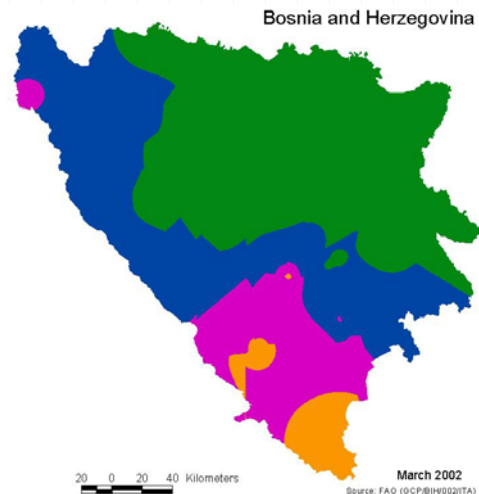 Bosnia and Herzegovina
20 0 20 40 Kilometers
March 2002
Source: FAO (GCP/BIH/002/ITA)